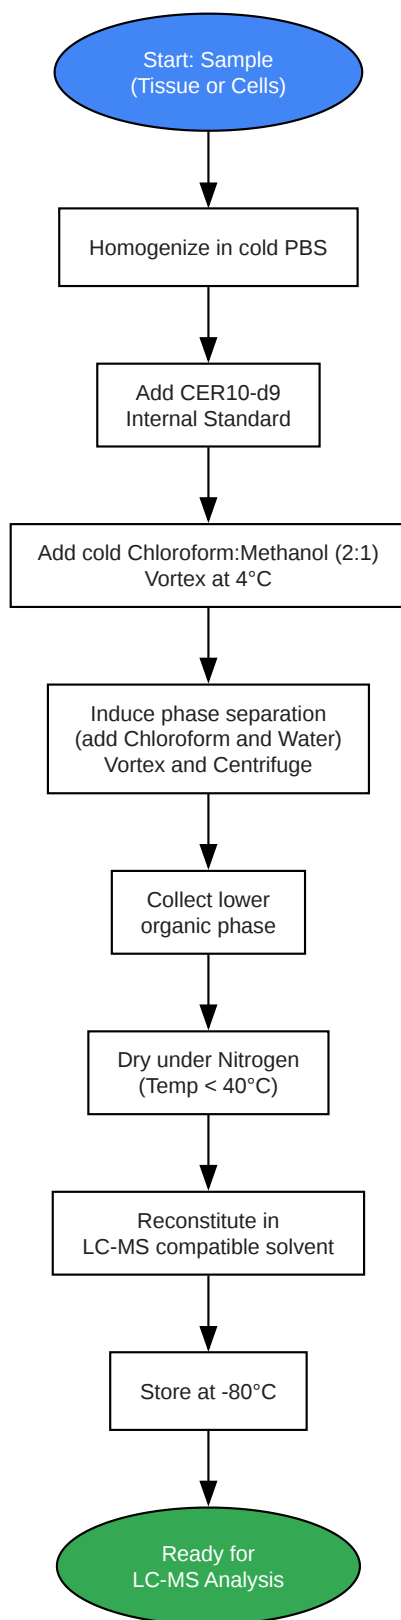 Start: Sample
(Tissue or Cells)
Homogenize in cold PBS
Add CER10-d9
Internal Standard
Add cold Chloroform:Methanol (2:1)
Vortex at 4°C
Induce phase separation
(add Chloroform and Water)
Vortex and Centrifuge
Collect lower
organic phase
Dry under Nitrogen
(Temp < 40°C)
Reconstitute in
LC-MS compatible solvent
Store at -80°C
Ready for
LC-MS Analysis